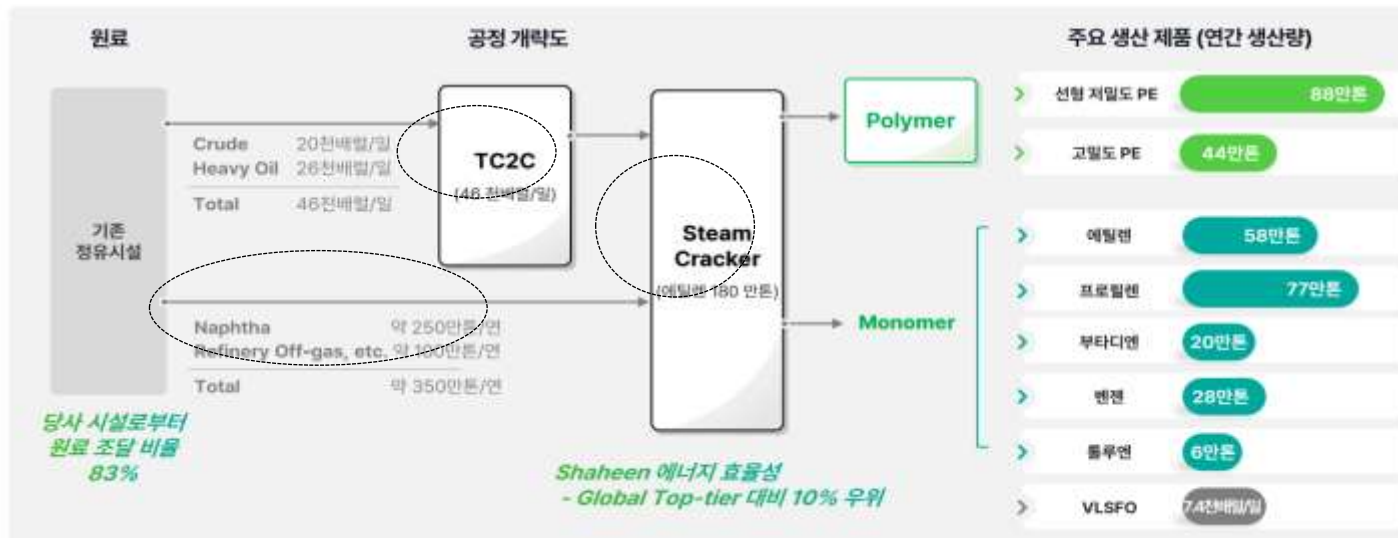 원료
공정 개략도
주요 생산 제품 (연간 생산량)
기존
정유시설
Crude 20천배럴/일
Heavy Oil 26천배럴/일
Total 46천배럴/일
TC2C
(46 천배럴/일)
Naphtha 약 250만톤/연
Refinery Off-gas, etc. 약 100만톤/연
Total 약 350만톤/연
Steam
Cracker
(에틸렌 180 만톤)
Polymer
Monomer
선형 저밀도 PE 88만톤
고밀도 PE 44만톤
에틸렌 58만톤
프로필렌 77만톤
부타디엔 20만톤
벤젠 28만톤
톨루엔 6만톤
VLSFO 7.4천배럴/일
당사 시설로부터
원료 조달 비율
83%
Shaheen 에너지 효율성
- Global Top-tier 대비 10% 우위